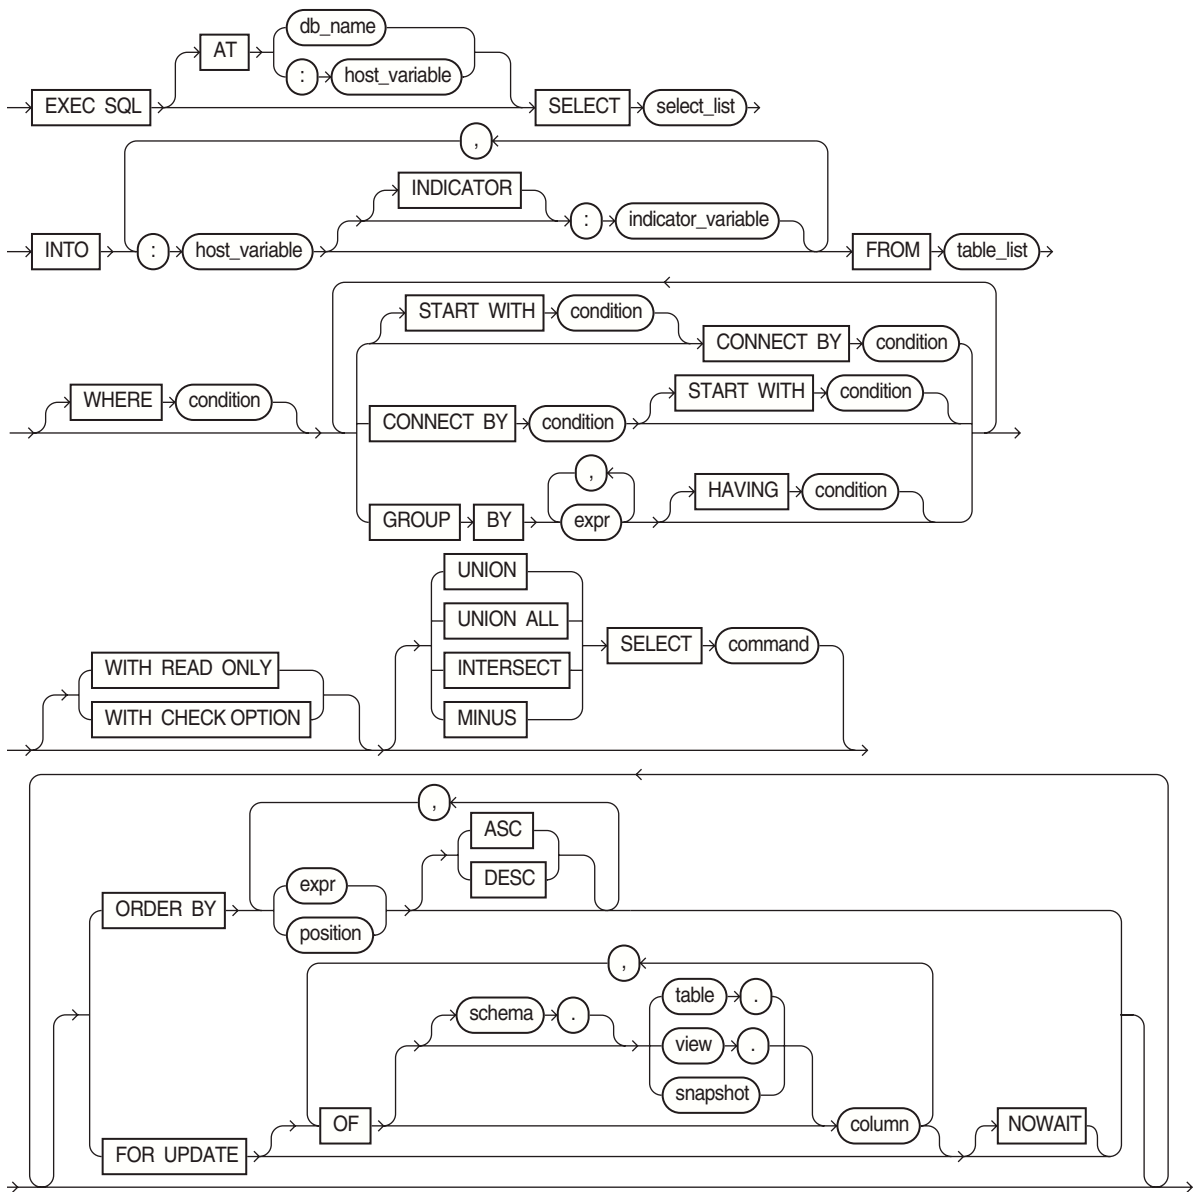 db_name
AT
: host_variable
EXEC SQL SELECT select_list
,
INDICATOR
: indicator_variable
INTO : host_variable FROM table_list
START WITH condition
CONNECT BY condition
WHERE condition START WITH condition
CONNECT BY condition
,
HAVING condition
GROUP BY expr
UNION
UNION ALL
SELECT command
WITH READ ONLY INTERSECT
WITH CHECK OPTION MINUS
,
ASC
DESC
expr
ORDER BY
position
,
table .
schema .
view .
snapshot
OF column NOWAIT
FOR UPDATE